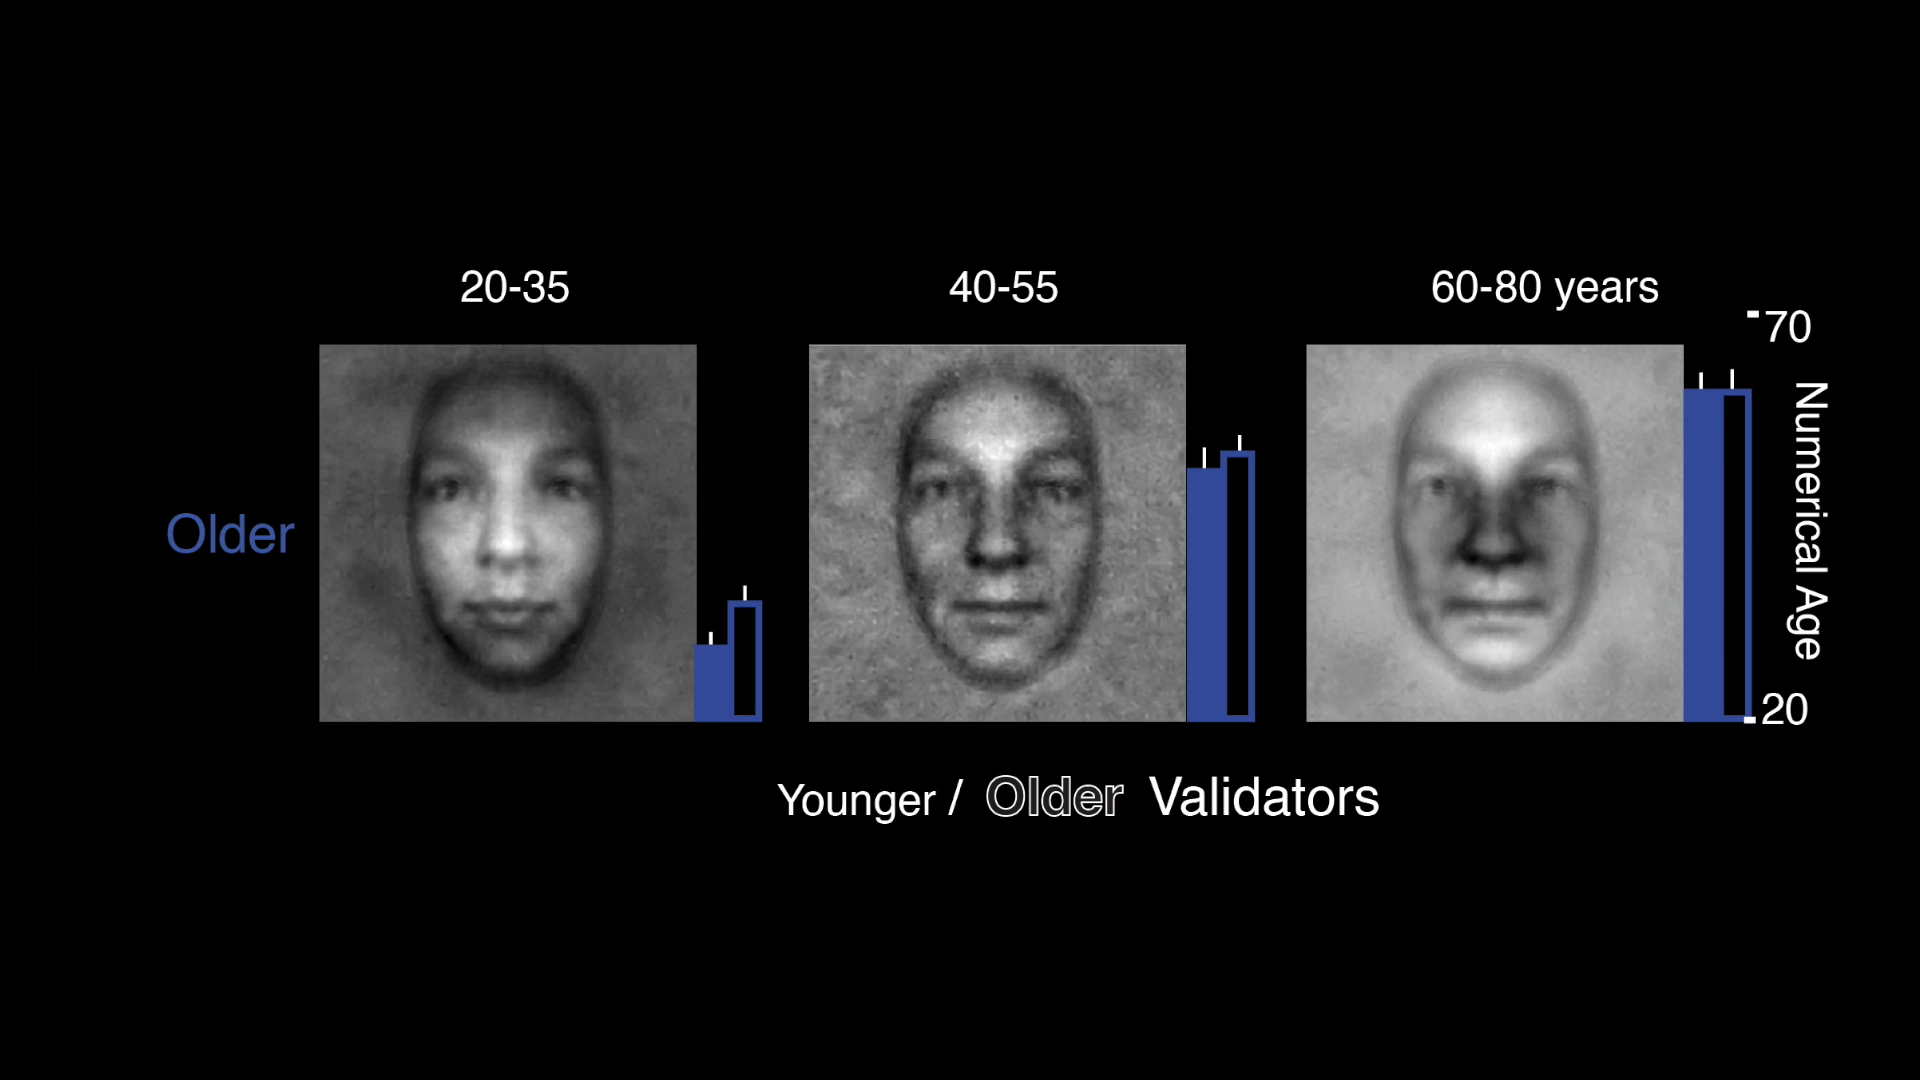 20-35
40-55
60-80 years
70
Numerical Age
Older
20
Younger / Older Validators